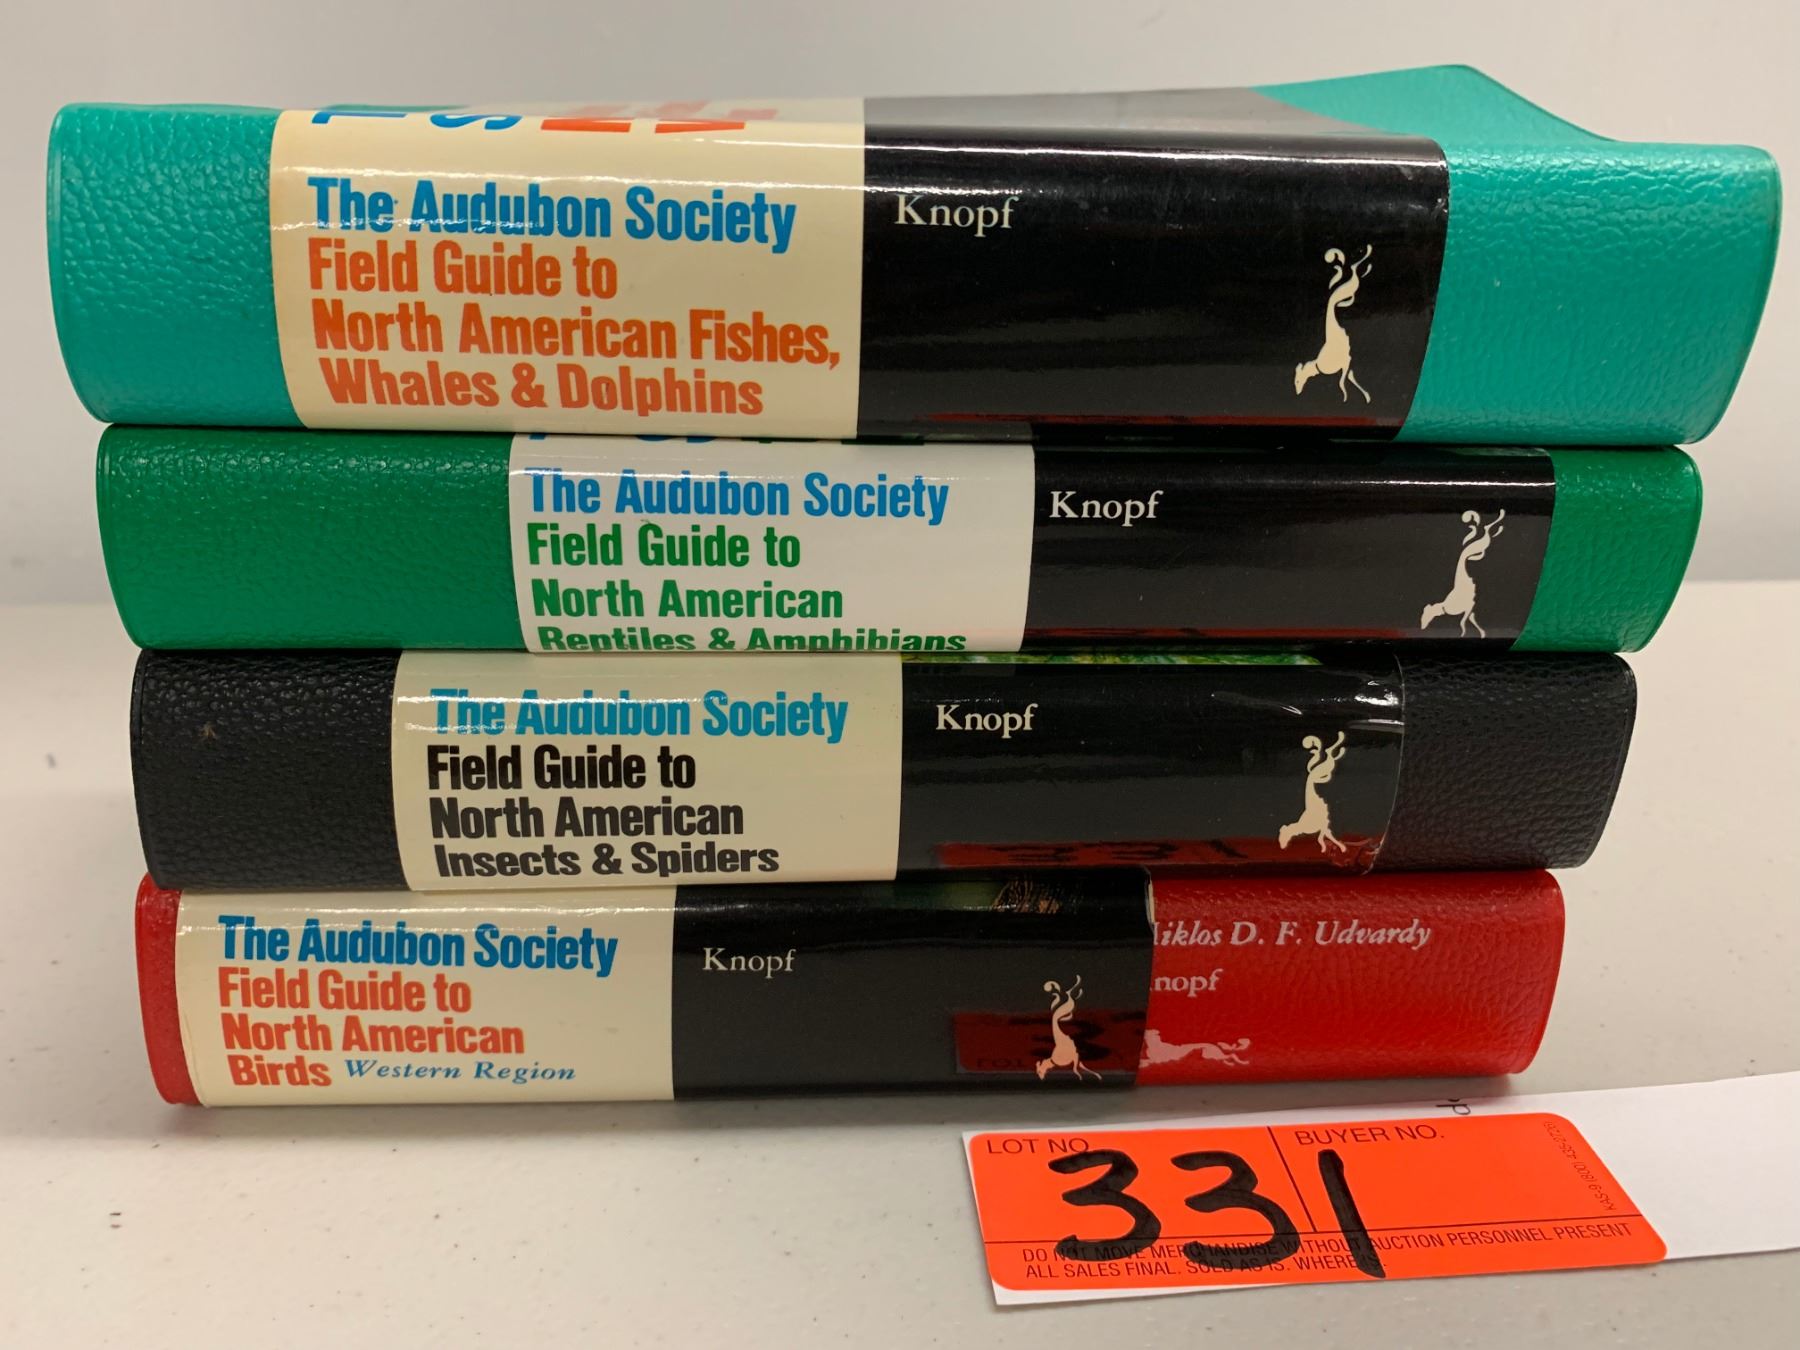 The Audubon Society
Field Guide to
North American Fishes,
Whales & Dolphins
Knopf
The Audubon Society
Field Guide to
North American
Reptiles & Amphibians
Knopf
The Audubon Society
Field Guide to
North American
Insects & Spiders
Knopf
The Audubon Society
Field Guide to
North American
Birds Western Region
Knopf
iklos D. F. Udvardy
nopf
LOT NO.
BUYER NO.
331
DO NOT MOVE MERCHANDISE WITHOUT AUCTION PERSONNEL PRESENT
ALL SALES FINAL. SOLD AS IS. WHERE IS.